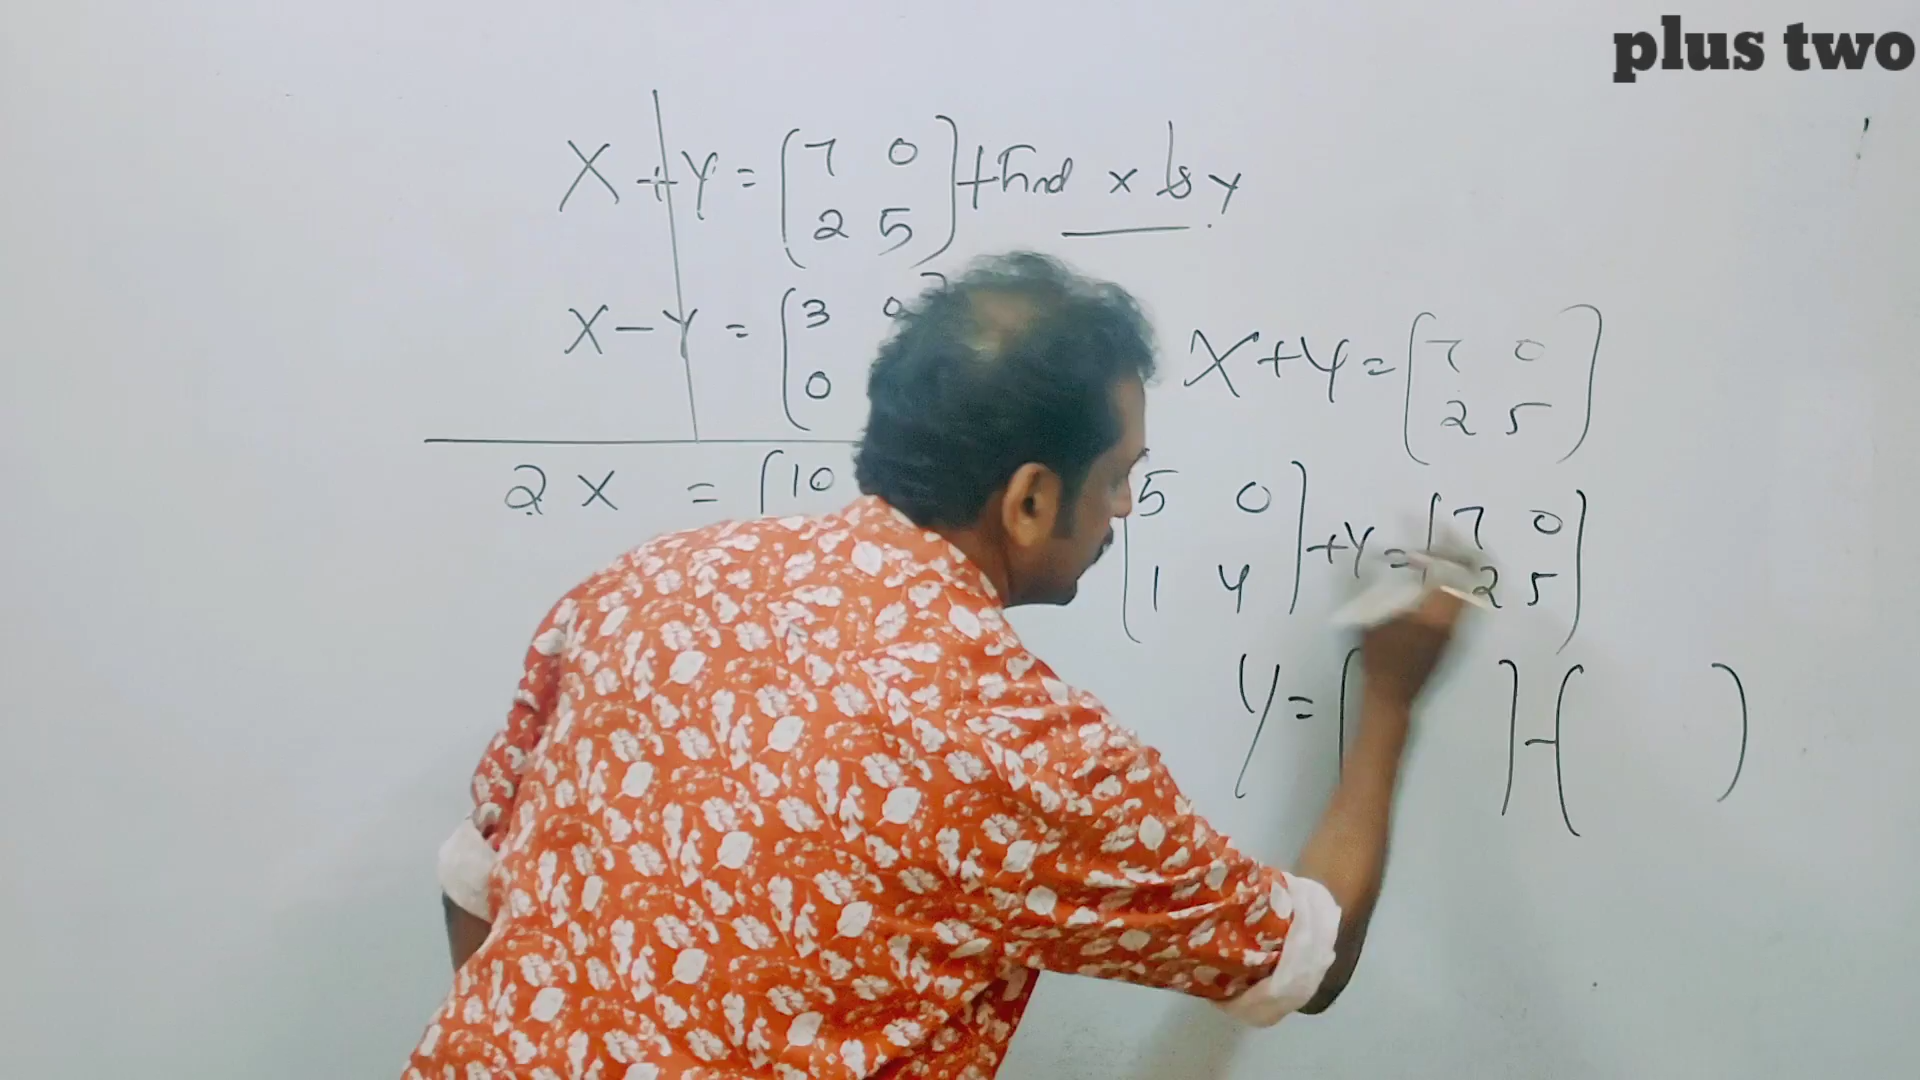 plus two
X+Y = [7 0
2 5] + Find x & y
X-Y = [3 0
0
2X = [10
X+Y = [7 0
2 5]
[5 0
1 4] +Y = [7 0
2 5]
Y = [ ] - ( )